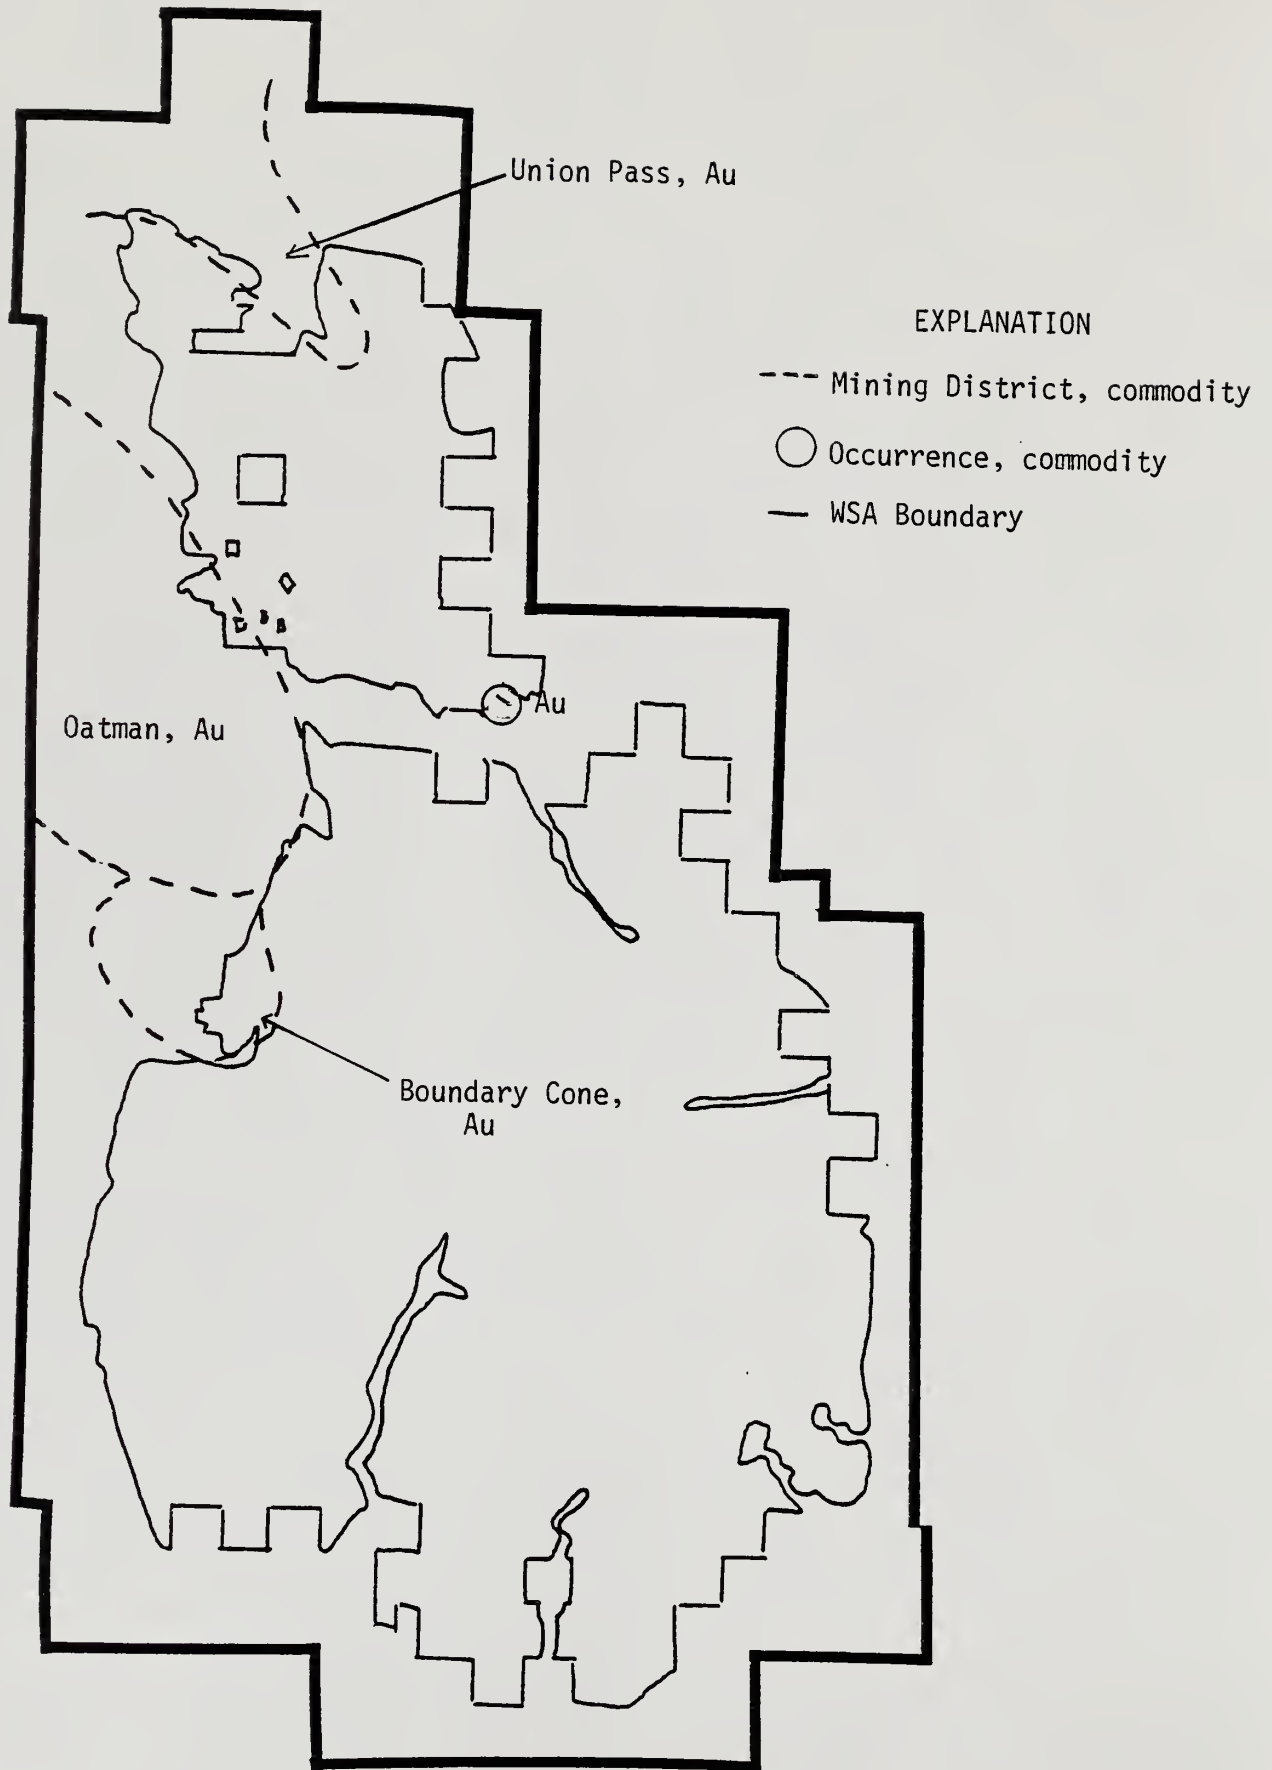 Union Pass, Au
EXPLANATION
Mining District, commodity
Occurrence, commodity
WSA Boundary
Au
Oatman, Au
Boundary Cone,
Au